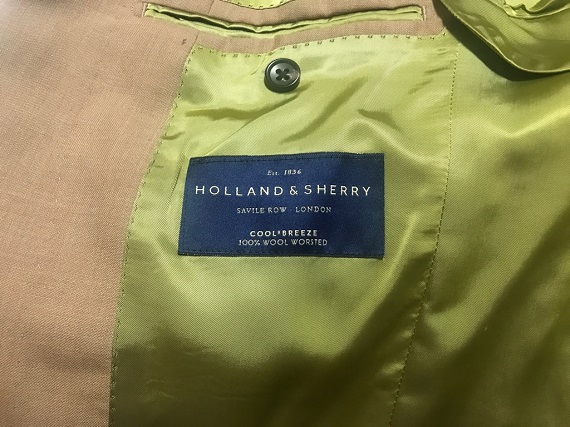 Est. 1836
HOLLAND & SHERRY
SAVILE ROW · LONDON
COOL*BREEZE
100% WOOL WORSTED